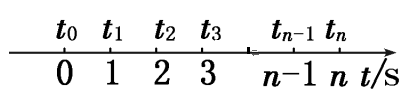 t₀ t₁ t₂ t₃ tₙ₋₁ tₙ
0 1 2 3 n−1 n t/s